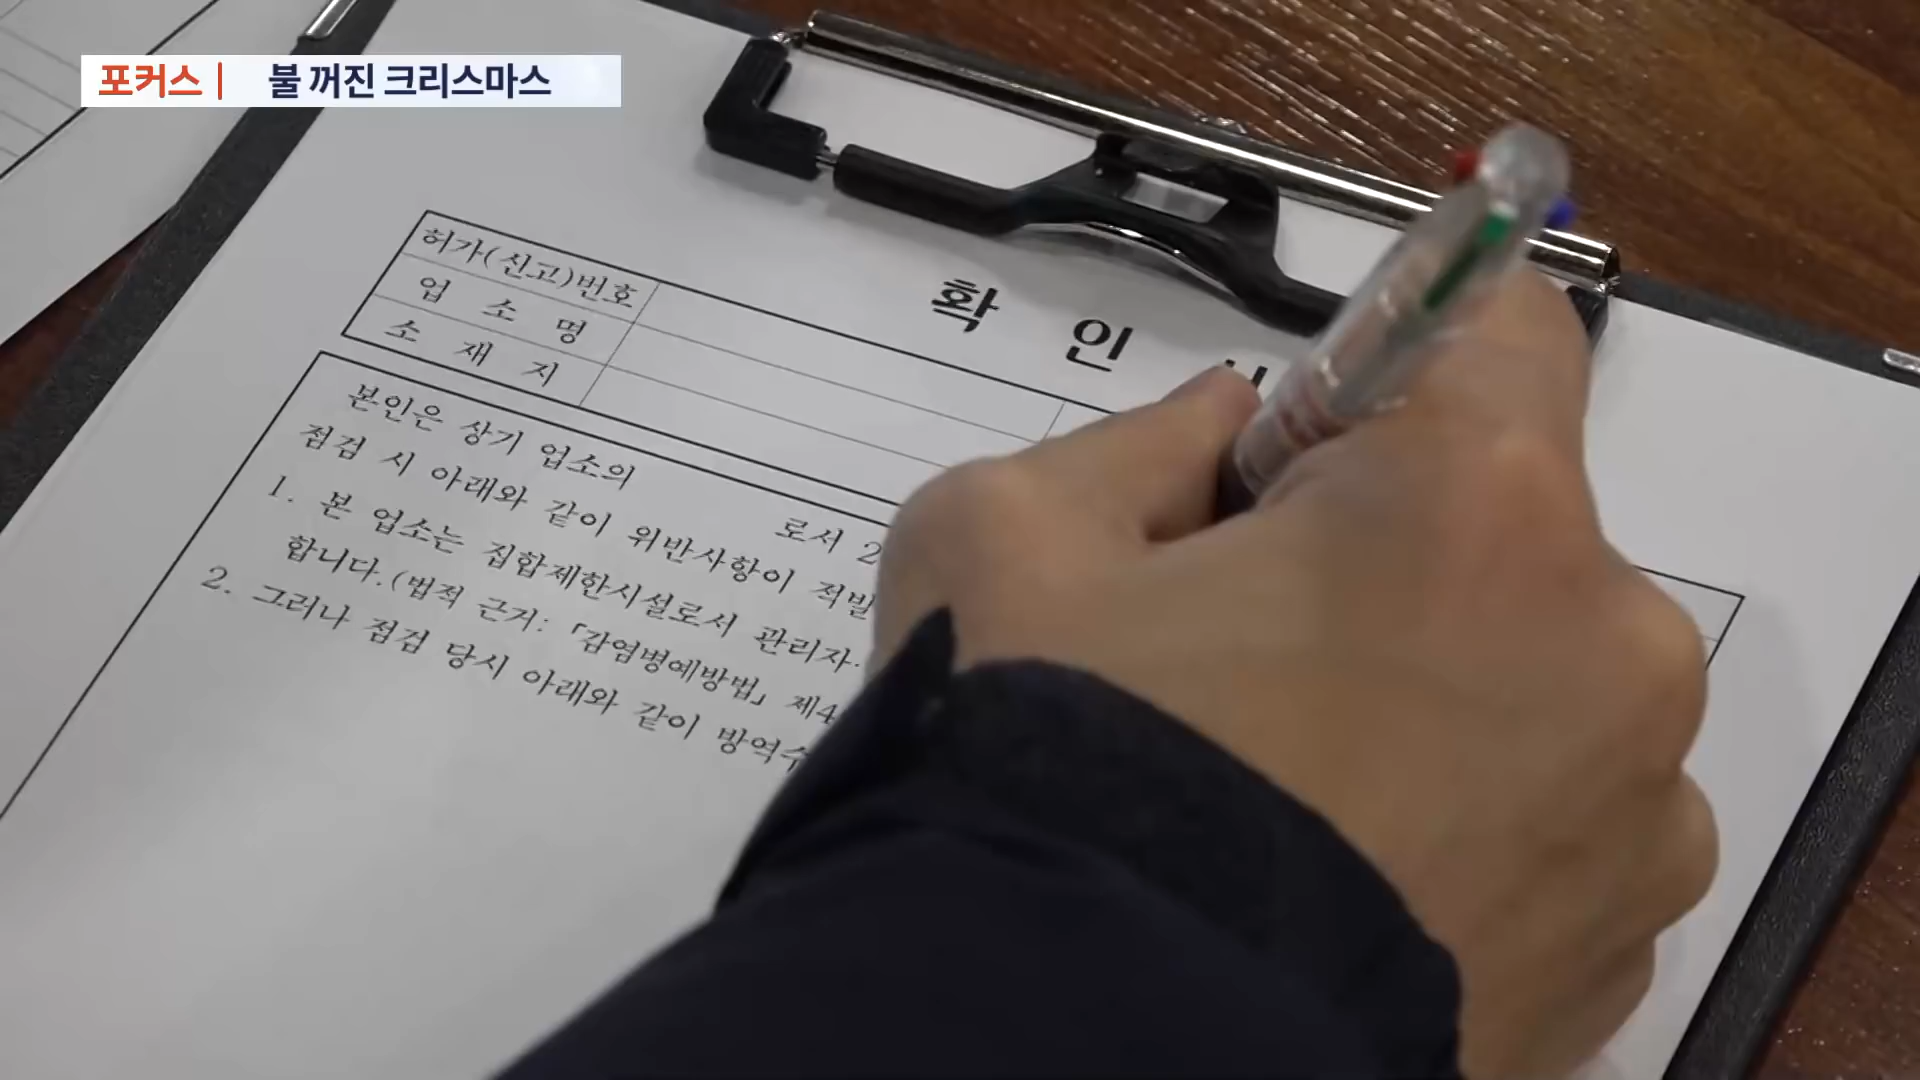 포커스 | 불 꺼진 크리스마스
확 인
허가(신고)번호
업 소 명
소 재 지
본인은 상기 업소의 로서 2
점검 시 아래와 같이 위반사항이 적발
1. 본 업소는 집합제한시설로서 관리자·
합니다.(법적 근거: 「감염병예방법」 제4
2. 그러나 점검 당시 아래와 같이 방역수